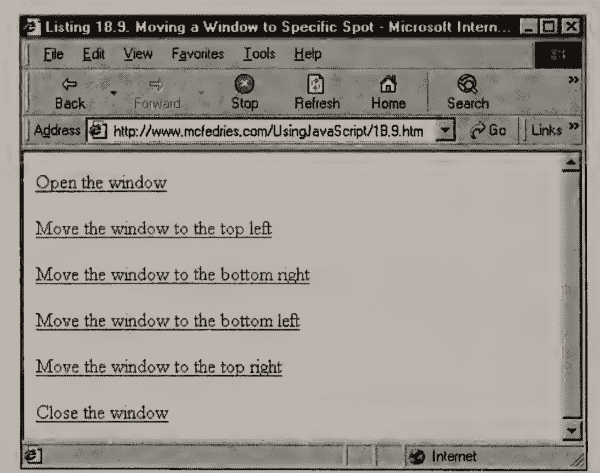 Listing 18.9. Moving a Window to Specific Spot - Microsoft Intern...
File Edit View Favorites Tools Help
Back Forward Stop Refresh Home Search »
Address http://www.mcfedries.com/UsingJavaScript/18.9.htm Go Links »
Open the window
Move the window to the top left
Move the window to the bottom right
Move the window to the bottom left
Move the window to the top right
Close the window
Internet